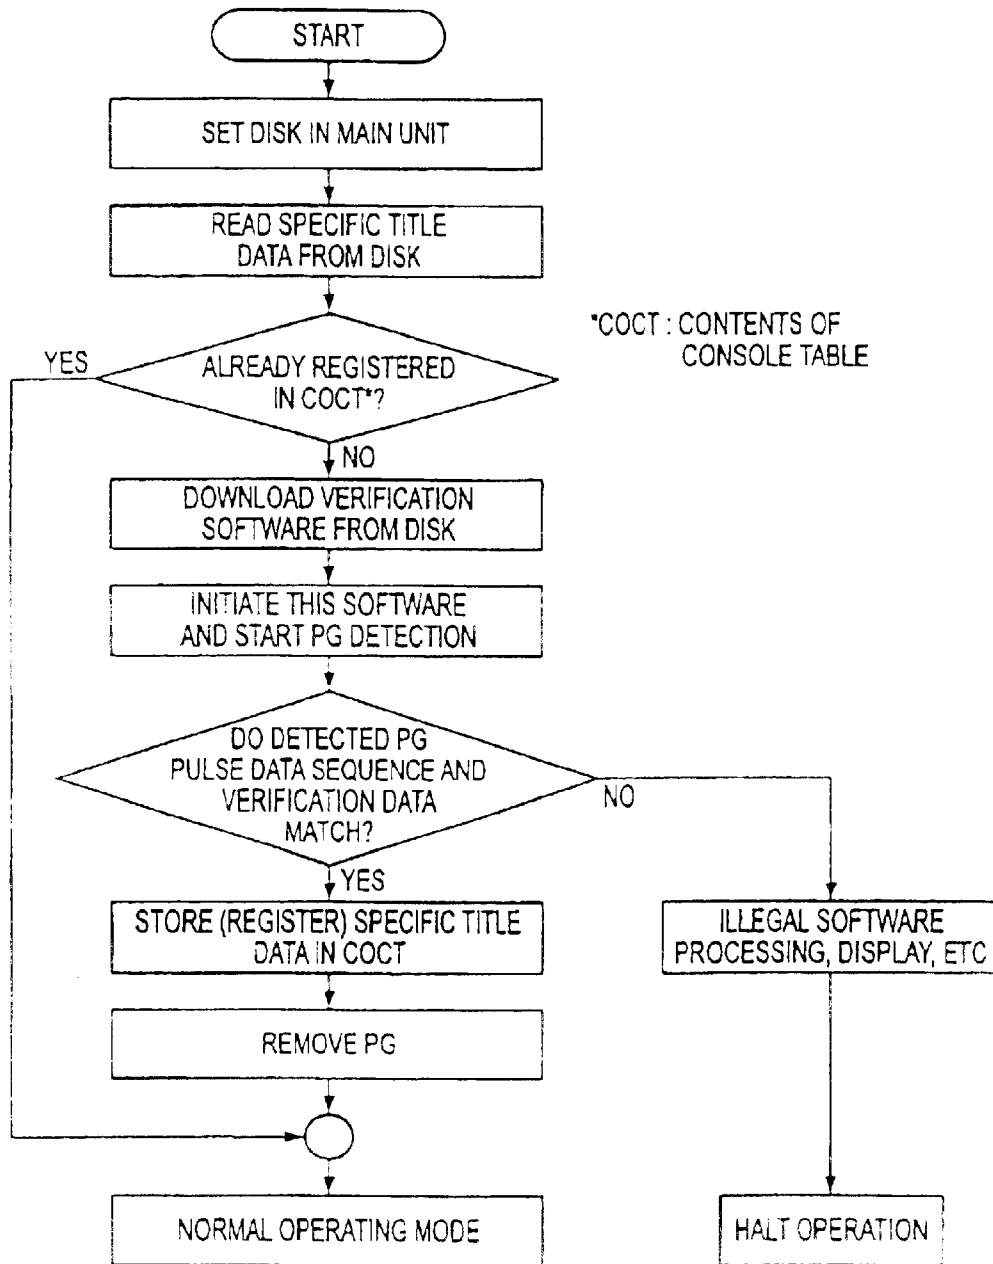 START
SET DISK IN MAIN UNIT
READ SPECIFIC TITLE
DATA FROM DISK
*COCT : CONTENTS OF
CONSOLE TABLE
YES
ALREADY REGISTERED
IN COCT*?
NO
DOWNLOAD VERIFICATION
SOFTWARE FROM DISK
INITIATE THIS SOFTWARE
AND START PG DETECTION
DO DETECTED PG
PULSE DATA SEQUENCE AND
VERIFICATION DATA
MATCH?
NO
YES
STORE (REGISTER) SPECIFIC TITLE
DATA IN COCT
ILLEGAL SOFTWARE
PROCESSING, DISPLAY, ETC
REMOVE PG
NORMAL OPERATING MODE
HALT OPERATION